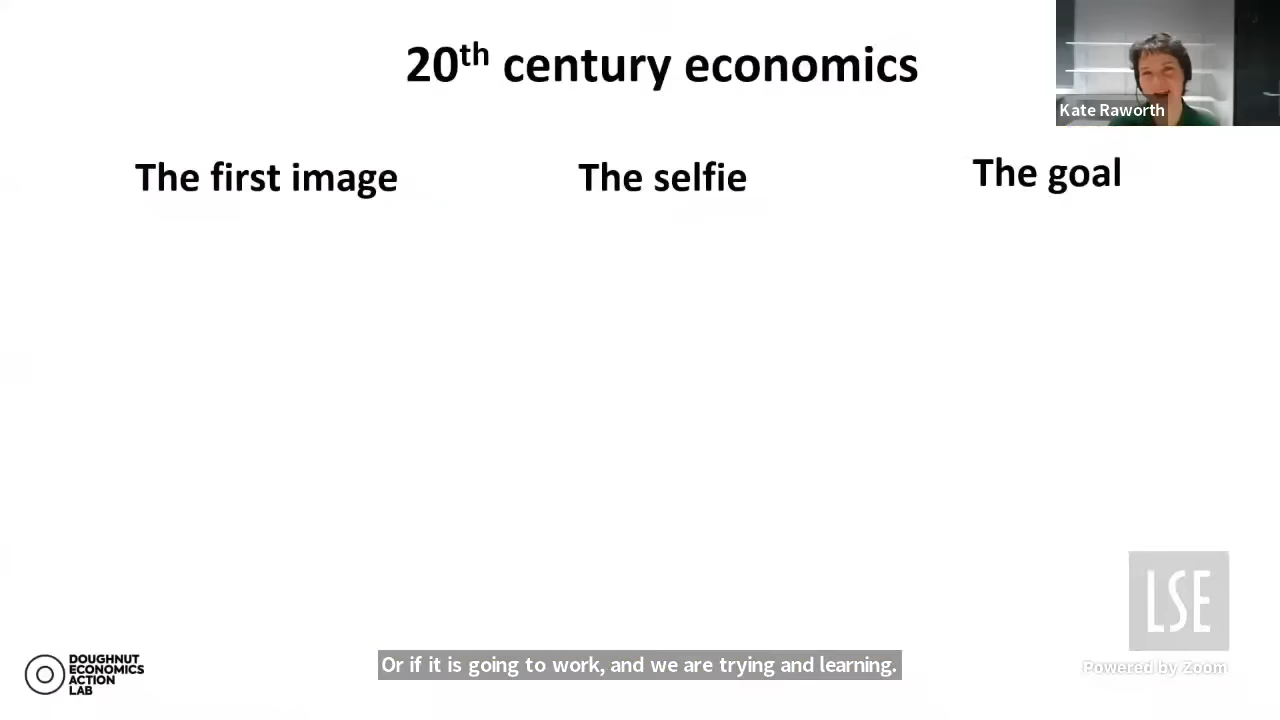 20th century economics
Kate Raworth
The first image
The selfie
The goal
LSE
Or if it is going to work, and we are trying and learning.
Powered by Zoom
DOUGHNUT
ECONOMICS
ACTION
LAB